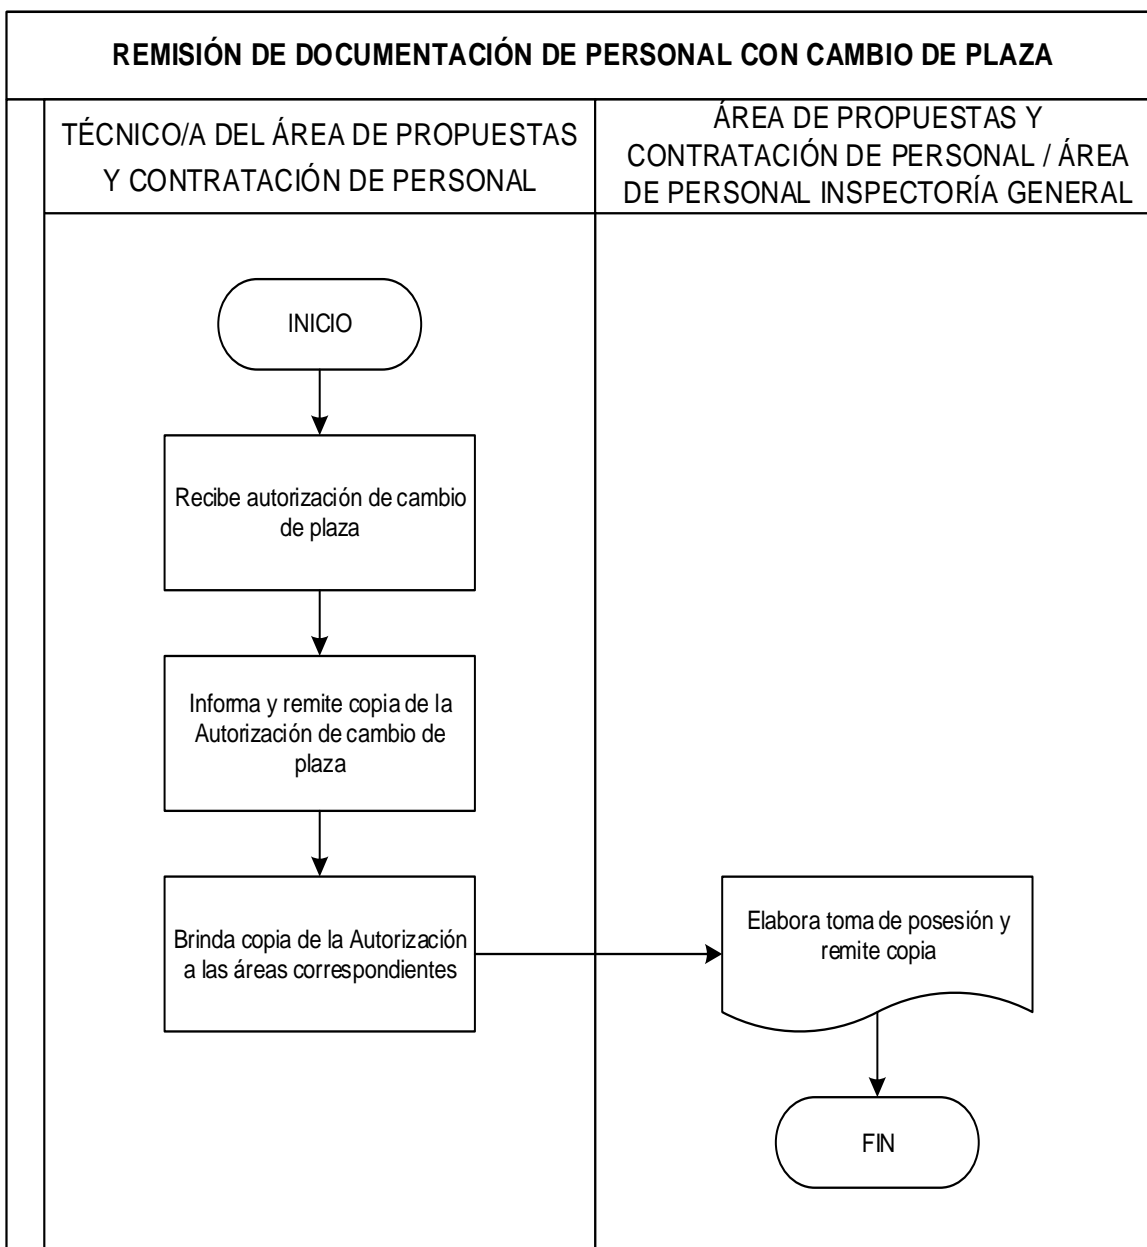 REMISIÓN DE DOCUMENTACIÓN DE PERSONAL CON CAMBIO DE PLAZA
TÉCNICO/A DEL ÁREA DE PROPUESTAS
Y CONTRATACIÓN DE PERSONAL
ÁREA DE PROPUESTAS Y
CONTRATACIÓN DE PERSONAL / ÁREA
DE PERSONAL INSPECTORÍA GENERAL
INICIO
Recibe autorización de cambio
de plaza
Informa y remite copia de la
Autorización de cambio de
plaza
Brinda copia de la Autorización
a las áreas correspondientes
Elabora toma de posesión y
remite copia
FIN